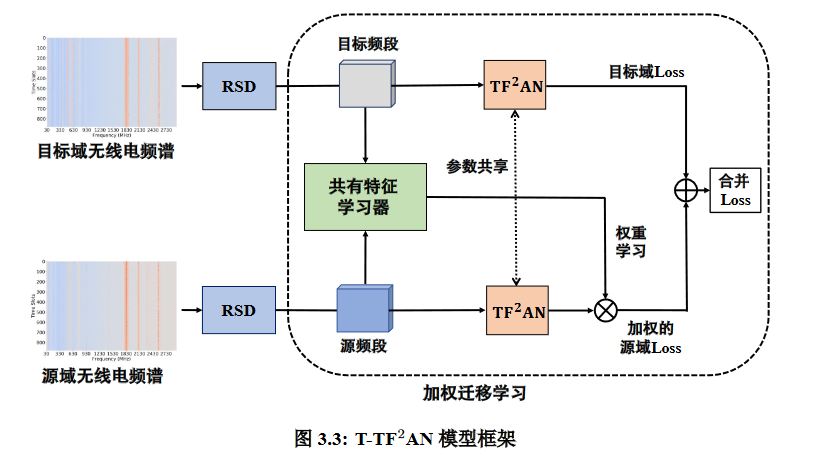 目标频段
0
100
200
300
400
500
600
700
800
Time Slots
30 330 630 930 1230 1530 1830 2130 2430 2730
Frequency (MHz)
目标域无线电频谱
RSD
TF²AN
目标域Loss
参数共享
共有特征
学习器
合并
Loss
权重
学习
0
100
200
300
400
500
600
700
800
Time Slots
30 330 630 930 1230 1530 1830 2130 2430 2730
Frequency (MHz)
源域无线电频谱
RSD
源频段
TF²AN
加权的
源域Loss
加权迁移学习
图 3.3: T-TF²AN 模型框架